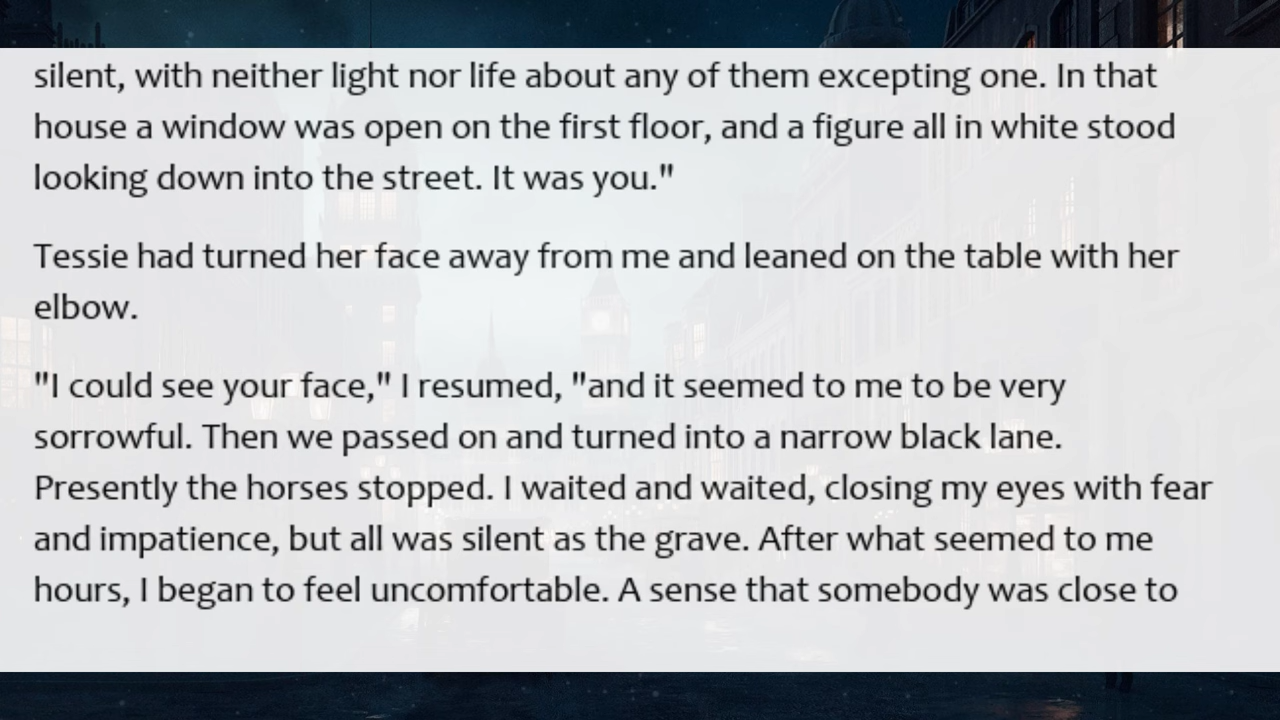 silent, with neither light nor life about any of them excepting one. In that
house a window was open on the first floor, and a figure all in white stood
looking down into the street. It was you."
Tessie had turned her face away from me and leaned on the table with her
elbow.
"I could see your face," I resumed, "and it seemed to me to be very
sorrowful. Then we passed on and turned into a narrow black lane.
Presently the horses stopped. I waited and waited, closing my eyes with fear
and impatience, but all was silent as the grave. After what seemed to me
hours, I began to feel uncomfortable. A sense that somebody was close to